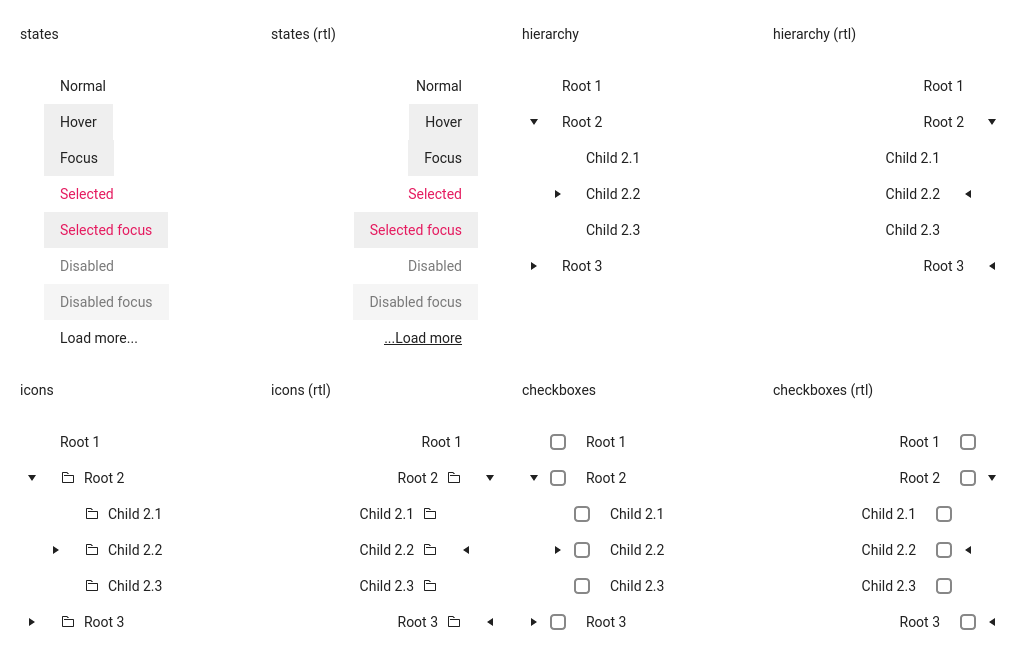 states
Normal
Hover
Focus
Selected
Selected focus
Disabled
Disabled focus
Load more...
states (rtl)
Normal
Hover
Focus
Selected
Selected focus
Disabled
Disabled focus
...Load more
hierarchy
Root 1
Root 2
Child 2.1
Child 2.2
Child 2.3
Root 3
hierarchy (rtl)
Root 1
Root 2
Child 2.1
Child 2.2
Child 2.3
Root 3
icons
Root 1
Root 2
Child 2.1
Child 2.2
Child 2.3
Root 3
icons (rtl)
Root 1
Root 2
Child 2.1
Child 2.2
Child 2.3
Root 3
checkboxes
Root 1
Root 2
Child 2.1
Child 2.2
Child 2.3
Root 3
checkboxes (rtl)
Root 1
Root 2
Child 2.1
Child 2.2
Child 2.3
Root 3